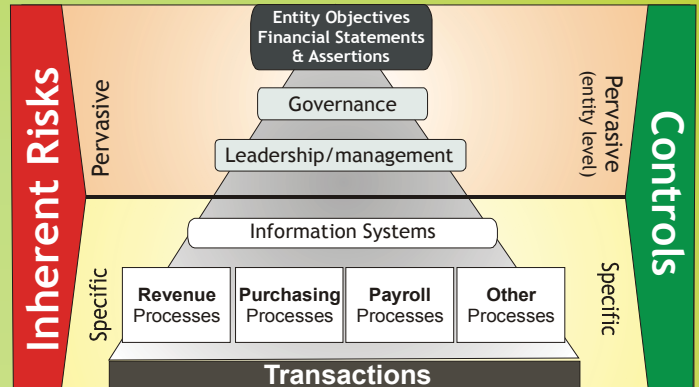 Entity Objectives
Financial Statements
& Assertions
Inherent Risks
Pervasive
Governance
Leadership/management
Pervasive
(entity level)
Controls
Specific
Information Systems
Revenue
Processes
Purchasing
Processes
Payroll
Processes
Other
Processes
Specific
Transactions